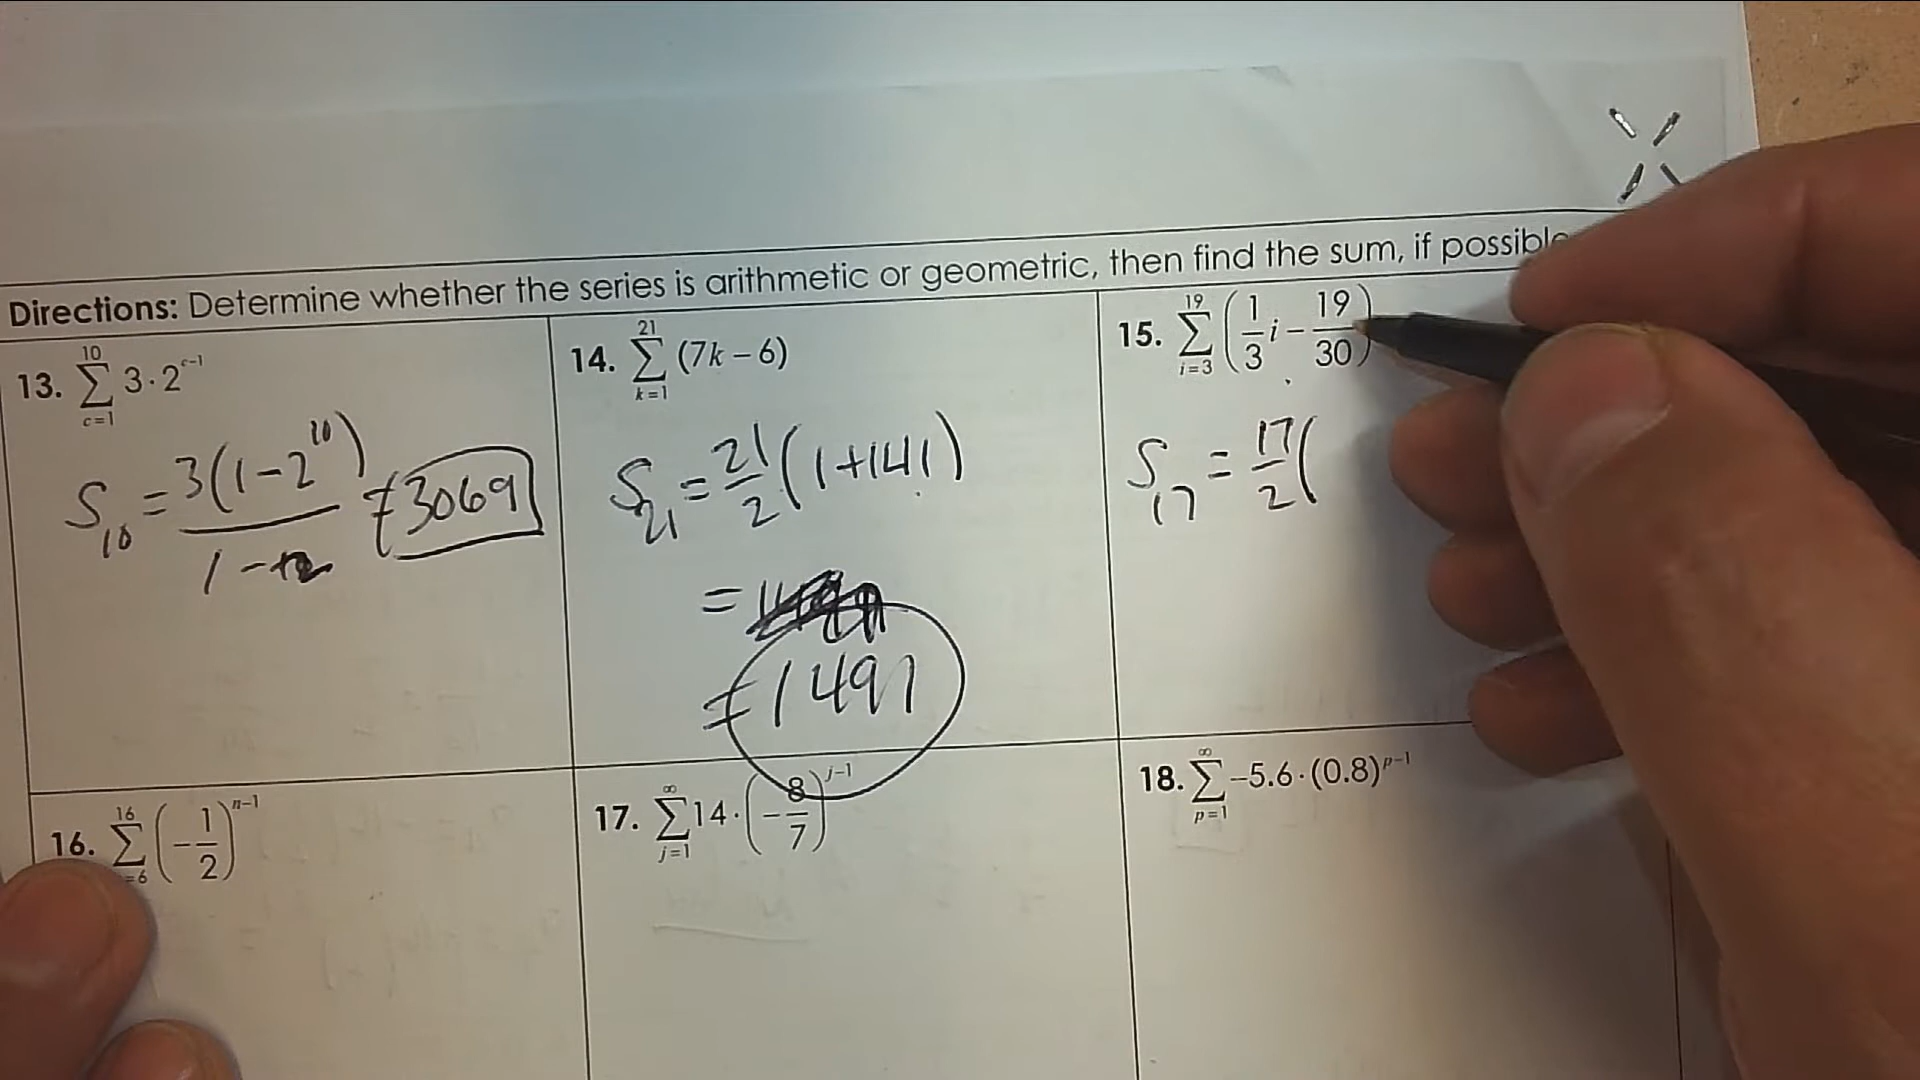 Directions: Determine whether the series is arithmetic or geometric, then find the sum, if possible
13. 10 ∑ c=1 3·2^(c–1)
S₁₀ = 3(1-2^10) / 1-2 = 3069
14. 21 ∑ k=1 (7k – 6)
S₂₁ = 21/2 (1+141)
=
= 1491
15. 19 ∑ i=3 (1/3 i – 19/30)
S₁₇ = 17/2 (
16. 16 ∑ =6 (–1/2)^(n–1)
17. ∞ ∑ j=1 14·(–8/7)^(j–1)
18. ∞ ∑ p=1 –5.6·(0.8)^(p–1)